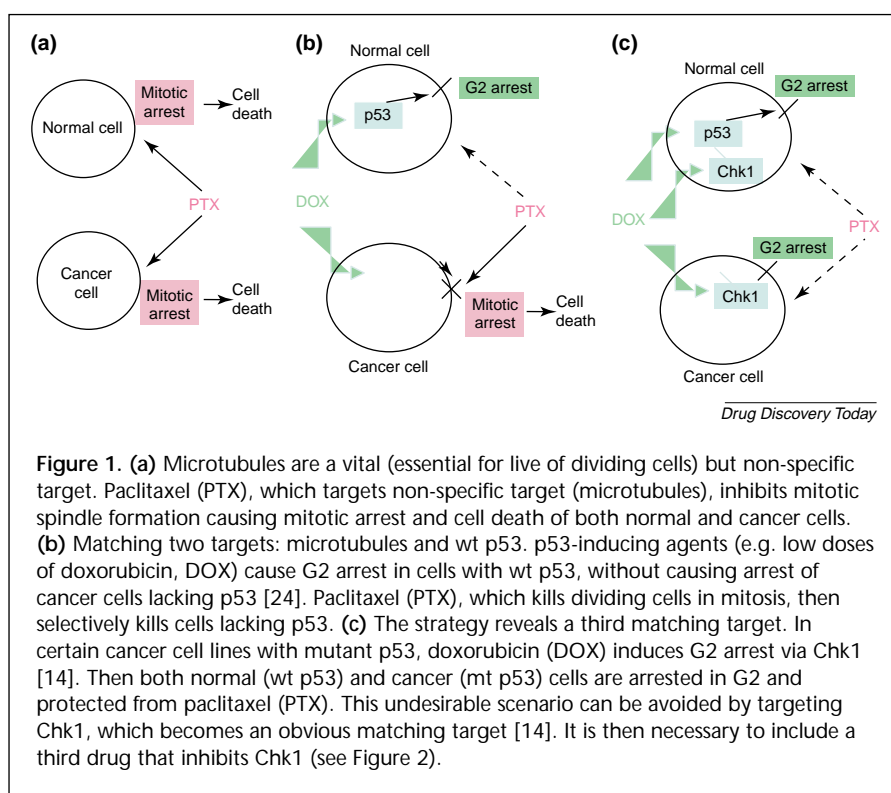 (a)
Normal cell
Mitotic
arrest
Cell
death
PTX
Cancer
cell
Mitotic
arrest
Cell
death
(b)
Normal cell
p53
G2 arrest
DOX
PTX
Mitotic
arrest
Cell
death
Cancer cell
(c)
Normal cell
G2 arrest
p53
Chk1
DOX
PTX
G2 arrest
Chk1
Cancer cell
Drug Discovery Today
Figure 1. (a) Microtubules are a vital (essential for live of dividing cells) but non-specific
target. Paclitaxel (PTX), which targets non-specific target (microtubules), inhibits mitotic
spindle formation causing mitotic arrest and cell death of both normal and cancer cells.
(b) Matching two targets: microtubules and wt p53. p53-inducing agents (e.g. low doses
of doxorubicin, DOX) cause G2 arrest in cells with wt p53, without causing arrest of
cancer cells lacking p53 [24]. Paclitaxel (PTX), which kills dividing cells in mitosis, then
selectively kills cells lacking p53. (c) The strategy reveals a third matching target. In
certain cancer cell lines with mutant p53, doxorubicin (DOX) induces G2 arrest via Chk1
[14]. Then both normal (wt p53) and cancer (mt p53) cells are arrested in G2 and
protected from paclitaxel (PTX). This undesirable scenario can be avoided by targeting
Chk1, which becomes an obvious matching target [14]. It is then necessary to include a
third drug that inhibits Chk1 (see Figure 2).